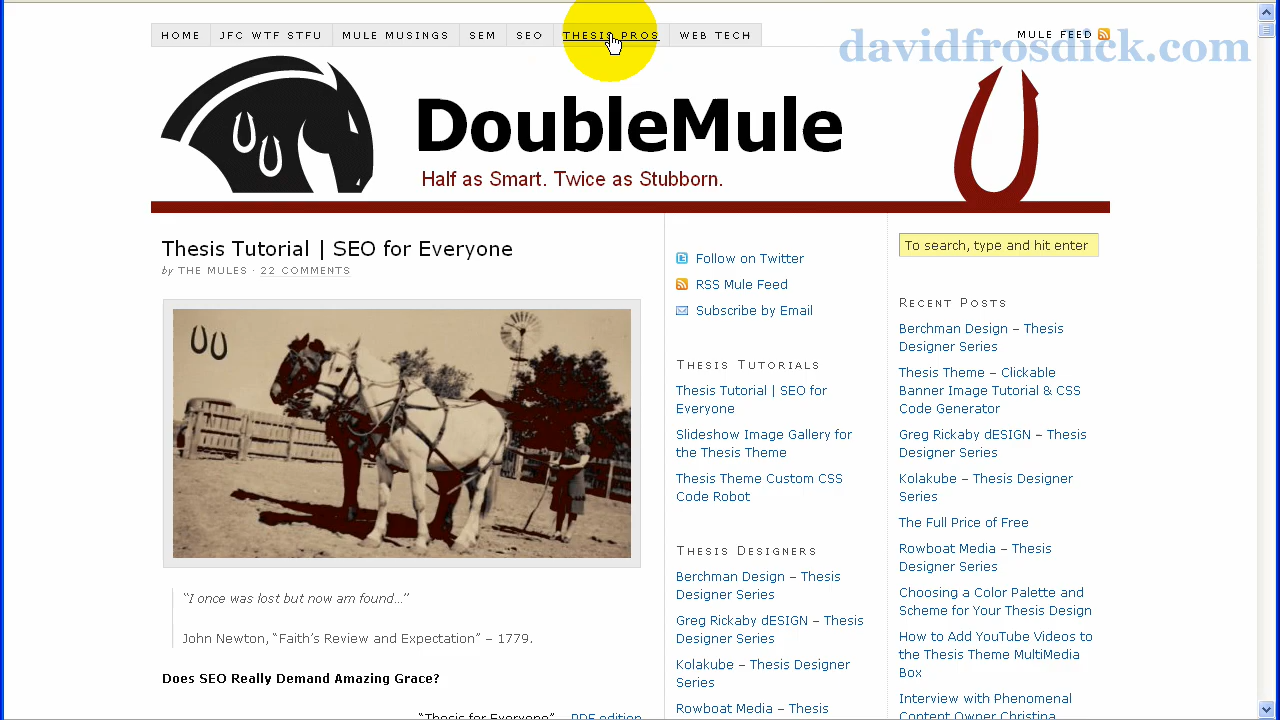 HOME
JFC WTF STFU
MULE MUSINGS
SEM
SEO
THESIS PROS
WEB TECH
MULE FEED
davidfrosdick.com
DoubleMule
Half as Smart. Twice as Stubborn.
Thesis Tutorial | SEO for Everyone
by THE MULES · 22 COMMENTS
“I once was lost but now am found…”
John Newton, “Faith’s Review and Expectation” – 1779.
Does SEO Really Demand Amazing Grace?
“Thesis for Everyone” PDF edition
Follow on Twitter
RSS Mule Feed
Subscribe by Email
Thesis Tutorials
Thesis Tutorial | SEO for
Everyone
Slideshow Image Gallery for
the Thesis Theme
Thesis Theme Custom CSS
Code Robot
Thesis Designers
Berchman Design – Thesis
Designer Series
Greg Rickaby dESIGN – Thesis
Designer Series
Kolakube – Thesis Designer
Series
Rowboat Media – Thesis
To search, type and hit enter
Recent Posts
Berchman Design – Thesis
Designer Series
Thesis Theme – Clickable
Banner Image Tutorial & CSS
Code Generator
Greg Rickaby dESIGN – Thesis
Designer Series
Kolakube – Thesis Designer
Series
The Full Price of Free
Rowboat Media – Thesis
Designer Series
Choosing a Color Palette and
Scheme for Your Thesis Design
How to Add YouTube Videos to
the Thesis Theme MultiMedia
Box
Interview with Phenomenal
Content Owner Christina